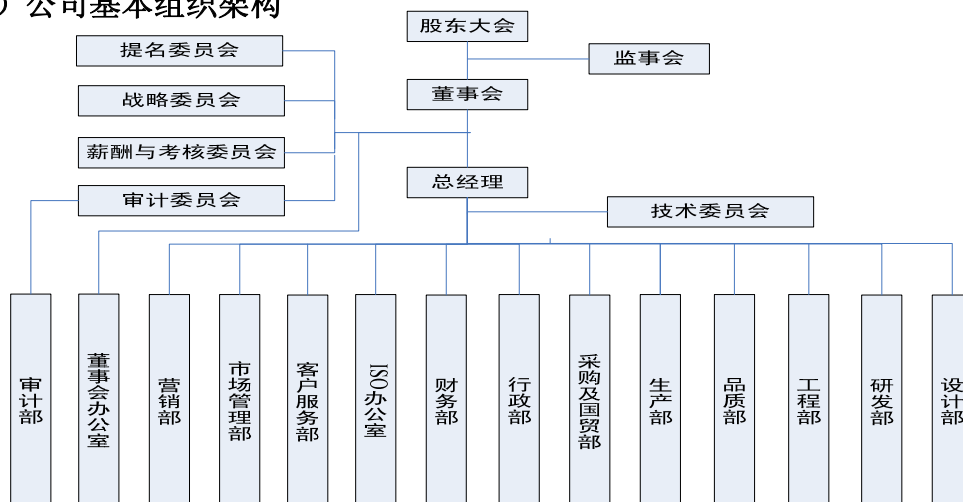 ）公司基本组织架构
股东大会
提名委员会
监事会
战略委员会
董事会
薪酬与考核委员会
总经理
审计委员会
技术委员会
审计部
董事会办公室
营销部
市场管理部
客户服务部
ISO办公室
财务部
行政部
采购及国贸部
生产部
品质部
工程部
研发部
设计部